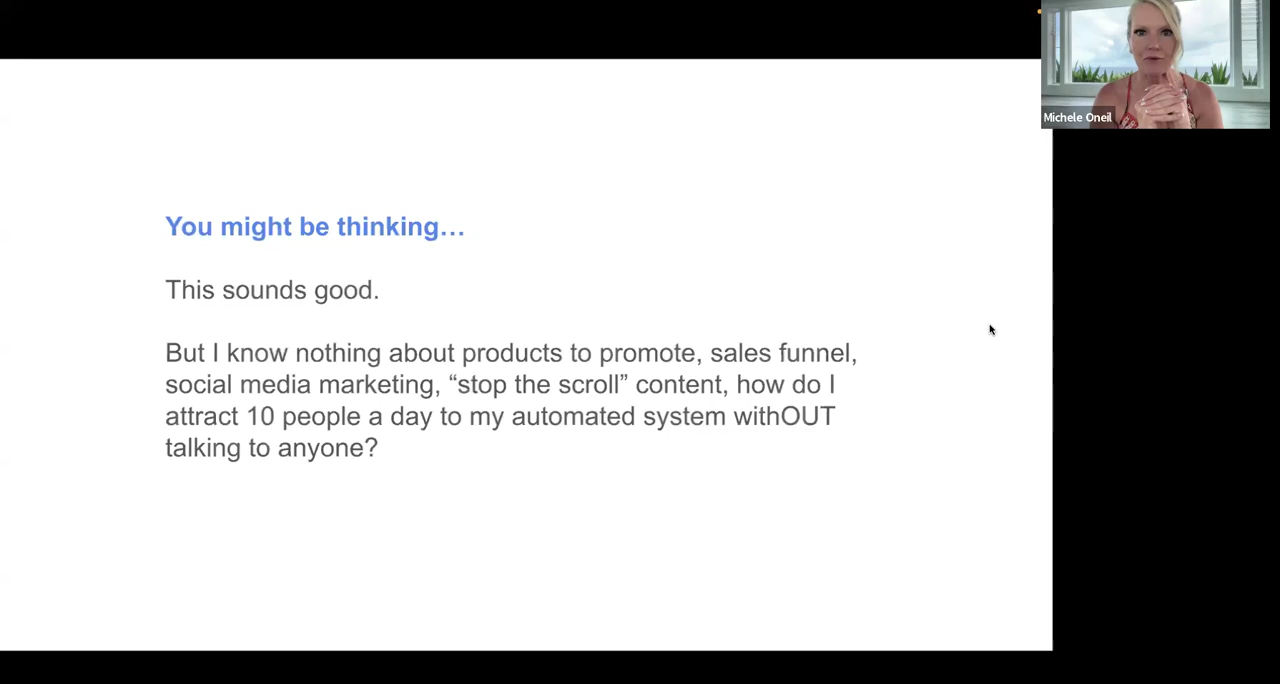 Michele Oneil
You might be thinking…
This sounds good.
But I know nothing about products to promote, sales funnel,
social media marketing, “stop the scroll” content, how do I
attract 10 people a day to my automated system withOUT
talking to anyone?